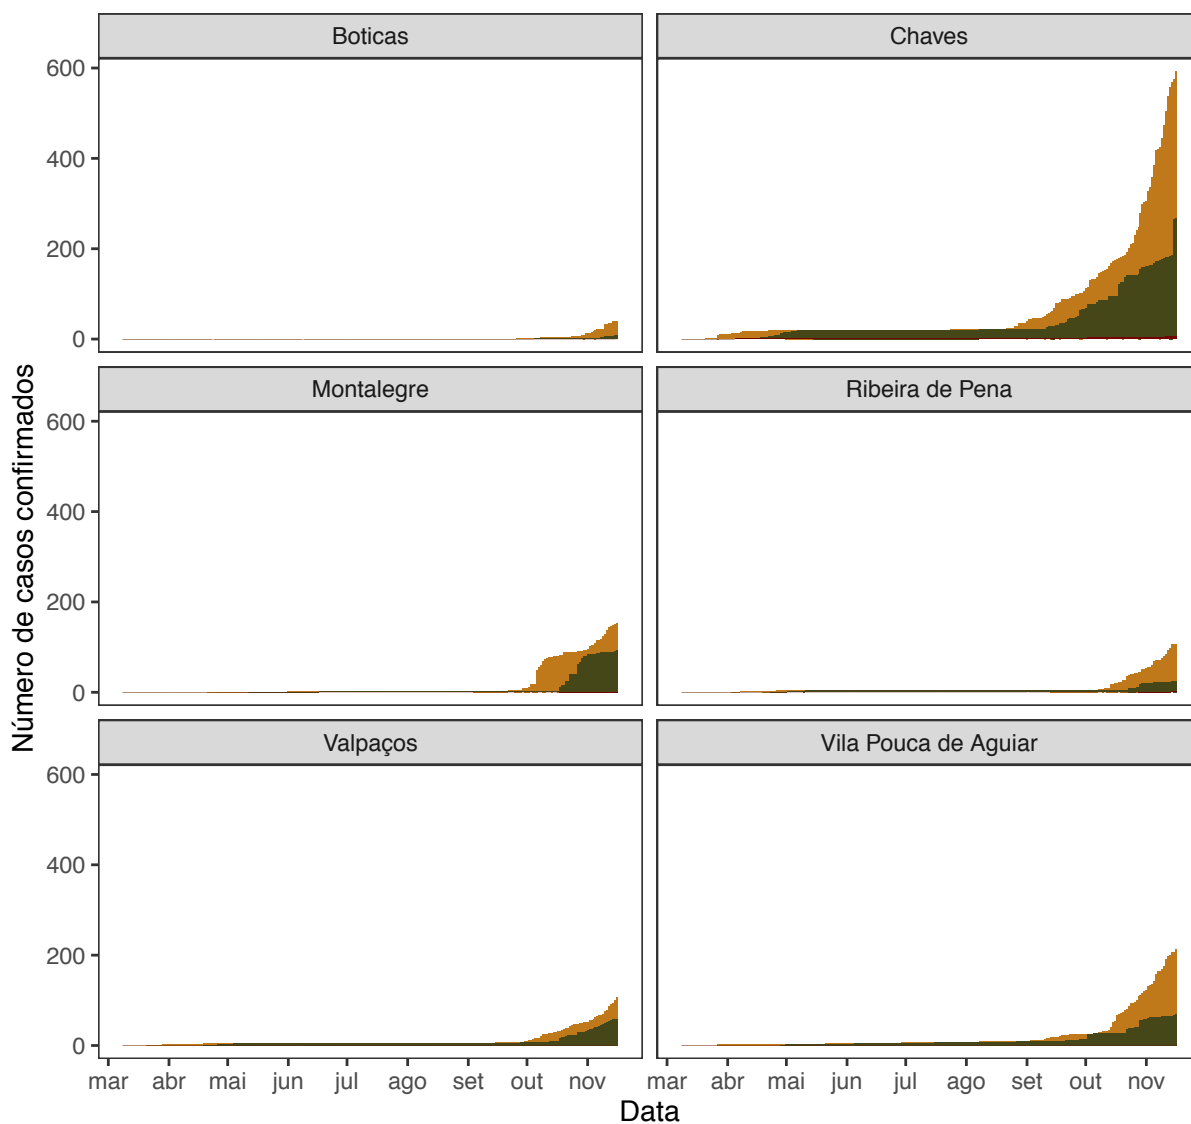 Boticas
Chaves
600
400
200
0
Montalegre
Ribeira de Pena
600
400
200
0
Valpaços
Vila Pouca de Aguiar
600
400
200
0
mar abr mai jun jul ago set out nov
mar abr mai jun jul ago set out nov
Data
Número de casos confirmados